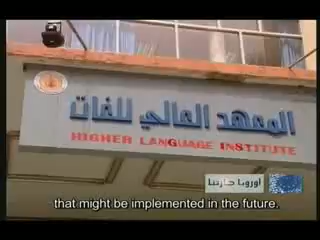 المعهد العالي للغات
HIGHER LANGUAGE INSTITUTE
أوروبا جارتنا
that might be implemented in the future.